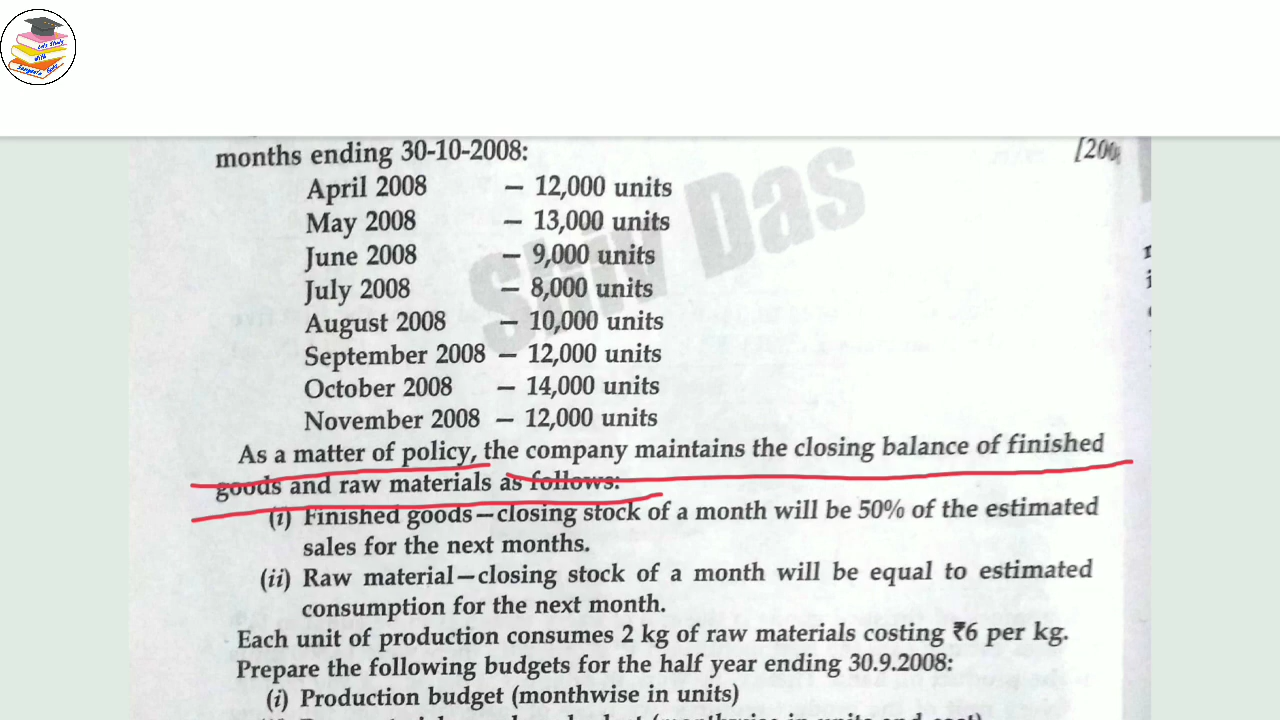 Let's Study
With
months ending 30-10-2008:
[200
April 2008 – 12,000 units
May 2008 – 13,000 units
June 2008 – 9,000 units
July 2008 – 8,000 units
August 2008 – 10,000 units
September 2008 – 12,000 units
October 2008 – 14,000 units
November 2008 – 12,000 units
Shiv Das
As a matter of policy, the company maintains the closing balance of finished
goods and raw materials as follows:
(i) Finished goods—closing stock of a month will be 50% of the estimated
sales for the next months.
(ii) Raw material—closing stock of a month will be equal to estimated
consumption for the next month.
Each unit of production consumes 2 kg of raw materials costing ₹6 per kg.
Prepare the following budgets for the half year ending 30.9.2008:
(i) Production budget (monthwise in units)